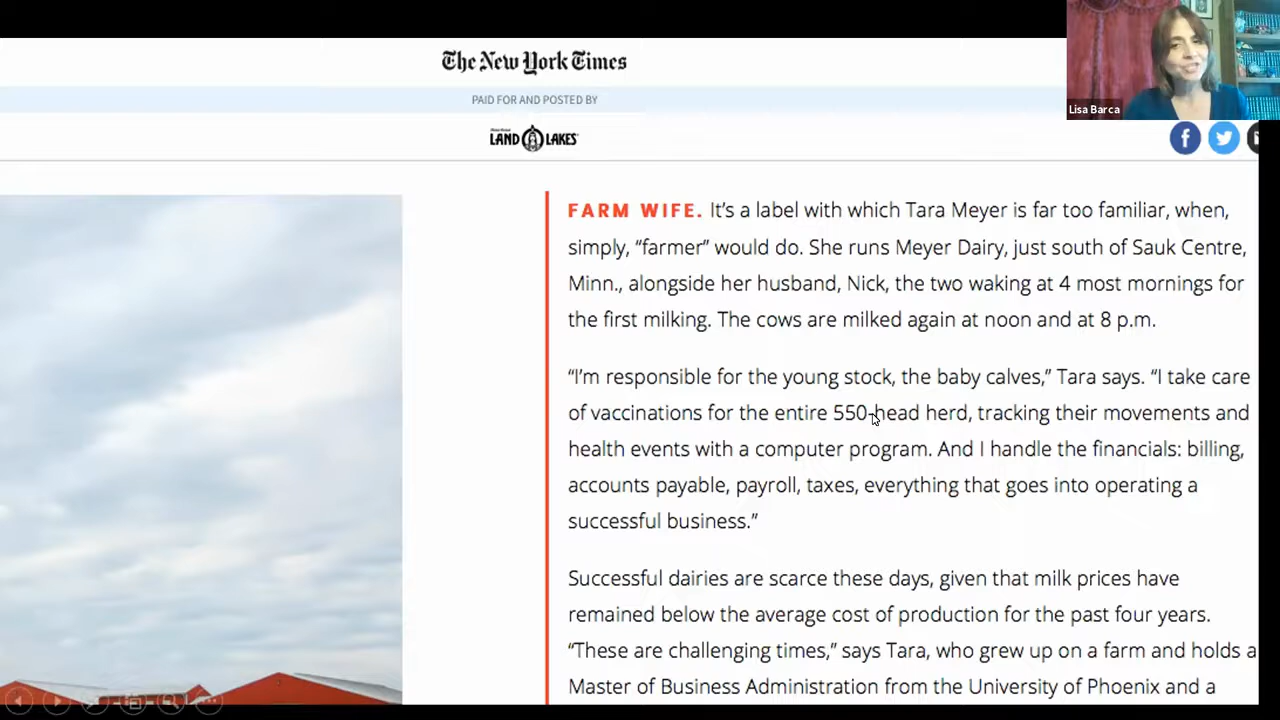 The New York Times
PAID FOR AND POSTED BY
LAND LAKES
Lisa Barca
FARM WIFE. It's a label with which Tara Meyer is far too familiar, when,
simply, “farmer” would do. She runs Meyer Dairy, just south of Sauk Centre,
Minn., alongside her husband, Nick, the two waking at 4 most mornings for
the first milking. The cows are milked again at noon and at 8 p.m.
“I'm responsible for the young stock, the baby calves,” Tara says. “I take care
of vaccinations for the entire 550-head herd, tracking their movements and
health events with a computer program. And I handle the financials: billing,
accounts payable, payroll, taxes, everything that goes into operating a
successful business.”
Successful dairies are scarce these days, given that milk prices have
remained below the average cost of production for the past four years.
“These are challenging times,” says Tara, who grew up on a farm and holds a
Master of Business Administration from the University of Phoenix and a